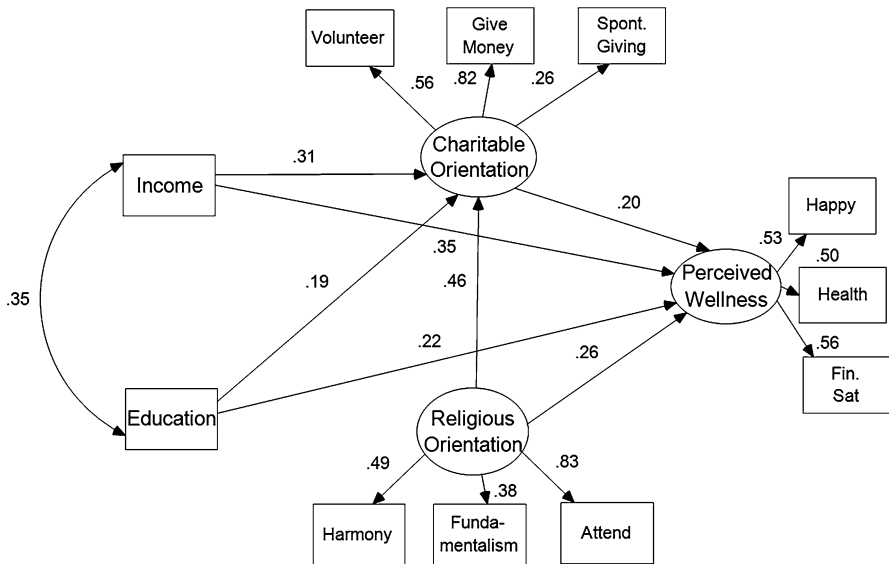 Volunteer
Give
Money
Spont.
Giving
.56
.82
.26
Charitable
Orientation
Income
.31
.20
Happy
.35
.53
.50
Perceived
Wellness
Health
.46
.19
.35
.22
.26
.56
Fin.
Sat
Education
Religious
Orientation
.49
.38
.83
Harmony
Funda-
mentalism
Attend